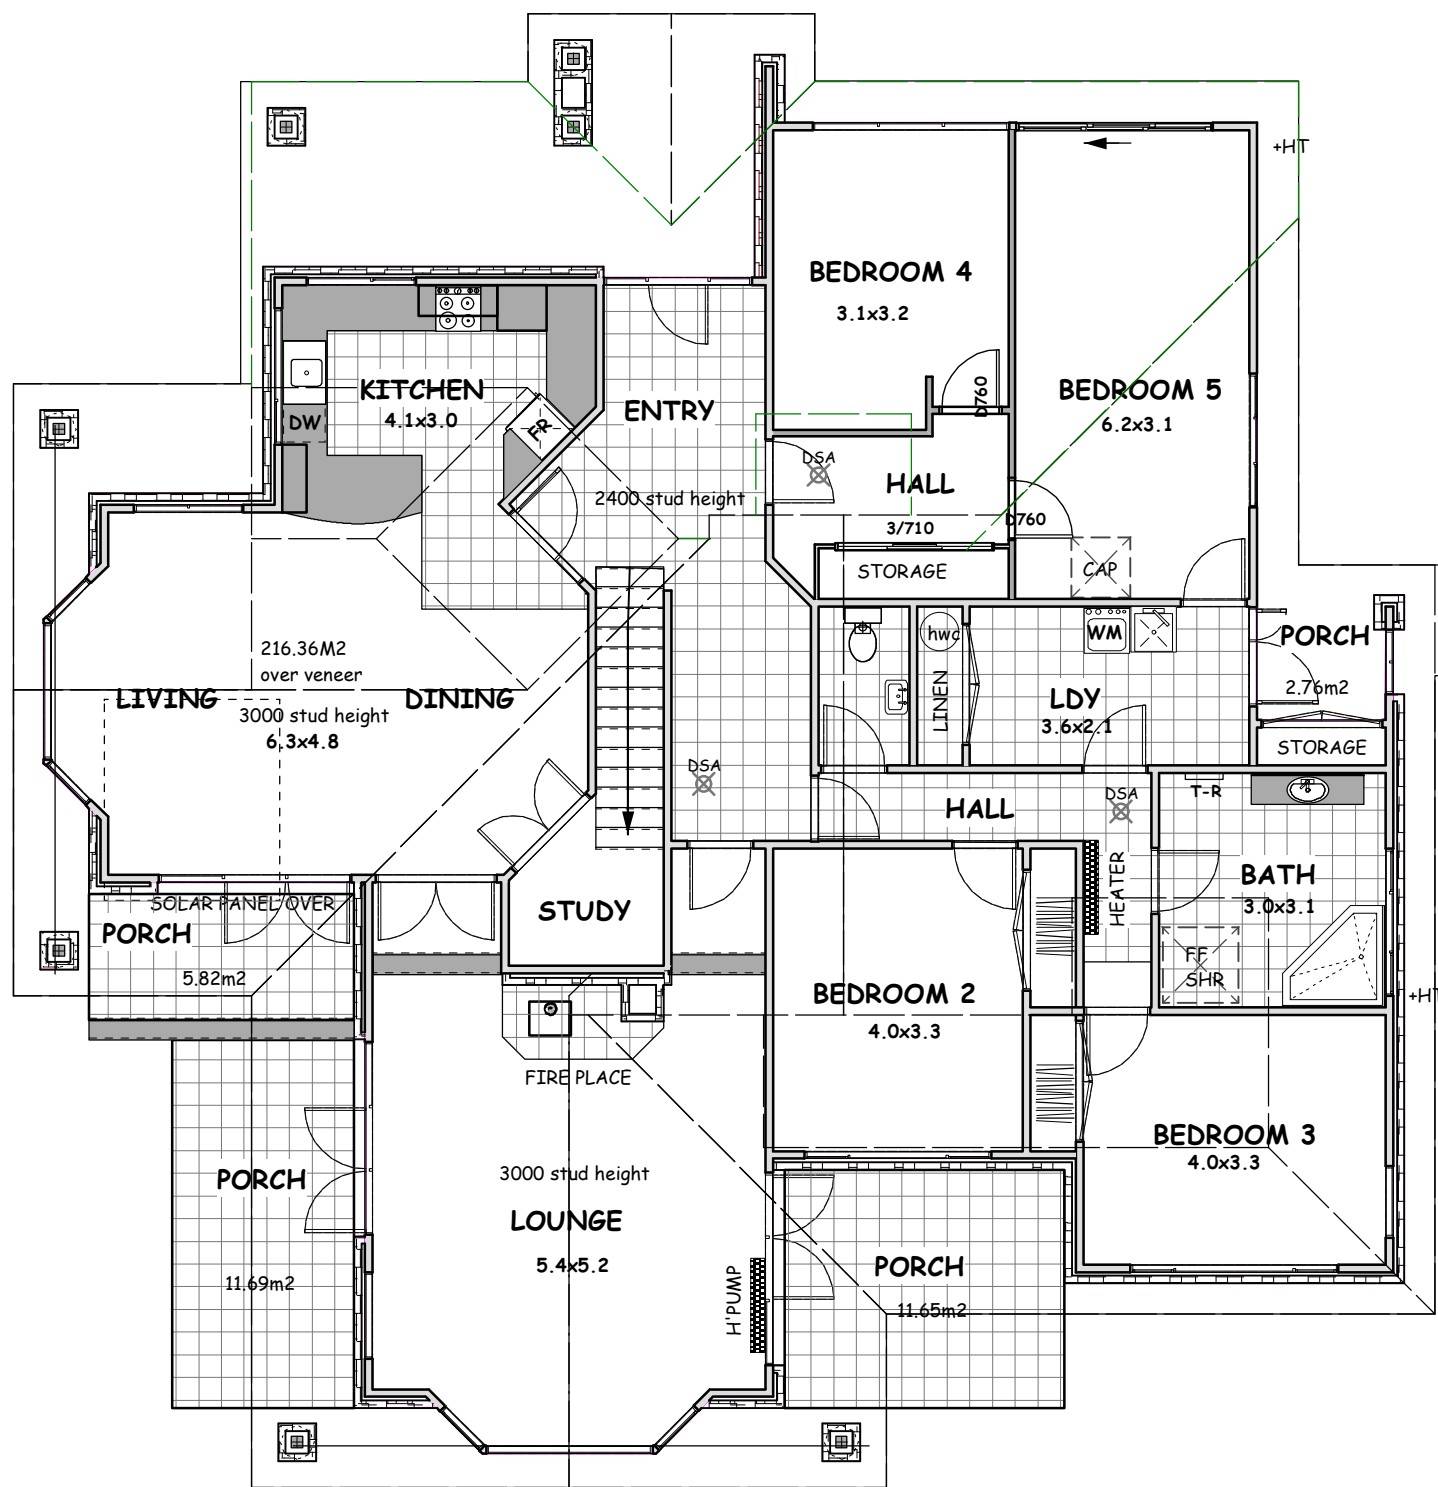 +HT
BEDROOM 4
3.1x3.2
KITCHEN
4.1x3.0
DW
FR
ENTRY
D760
BEDROOM 5
6.2x3.1
DSA
HALL
2400 stud height
3/710
D760
STORAGE
CAP
216.36M2
over veneer
LIVING
DINING
3000 stud height
6.3x4.8
hwc
LINEN
WM
LDY
3.6x2.1
PORCH
2.76m2
STORAGE
DSA
HALL
DSA
T-R
HEATER
BATH
3.0x3.1
FF
SHR
+HT
SOLAR PANEL OVER
PORCH
5.82m2
STUDY
BEDROOM 2
4.0x3.3
FIRE PLACE
BEDROOM 3
4.0x3.3
PORCH
11.69m2
3000 stud height
LOUNGE
5.4x5.2
H'PUMP
PORCH
11.65m2